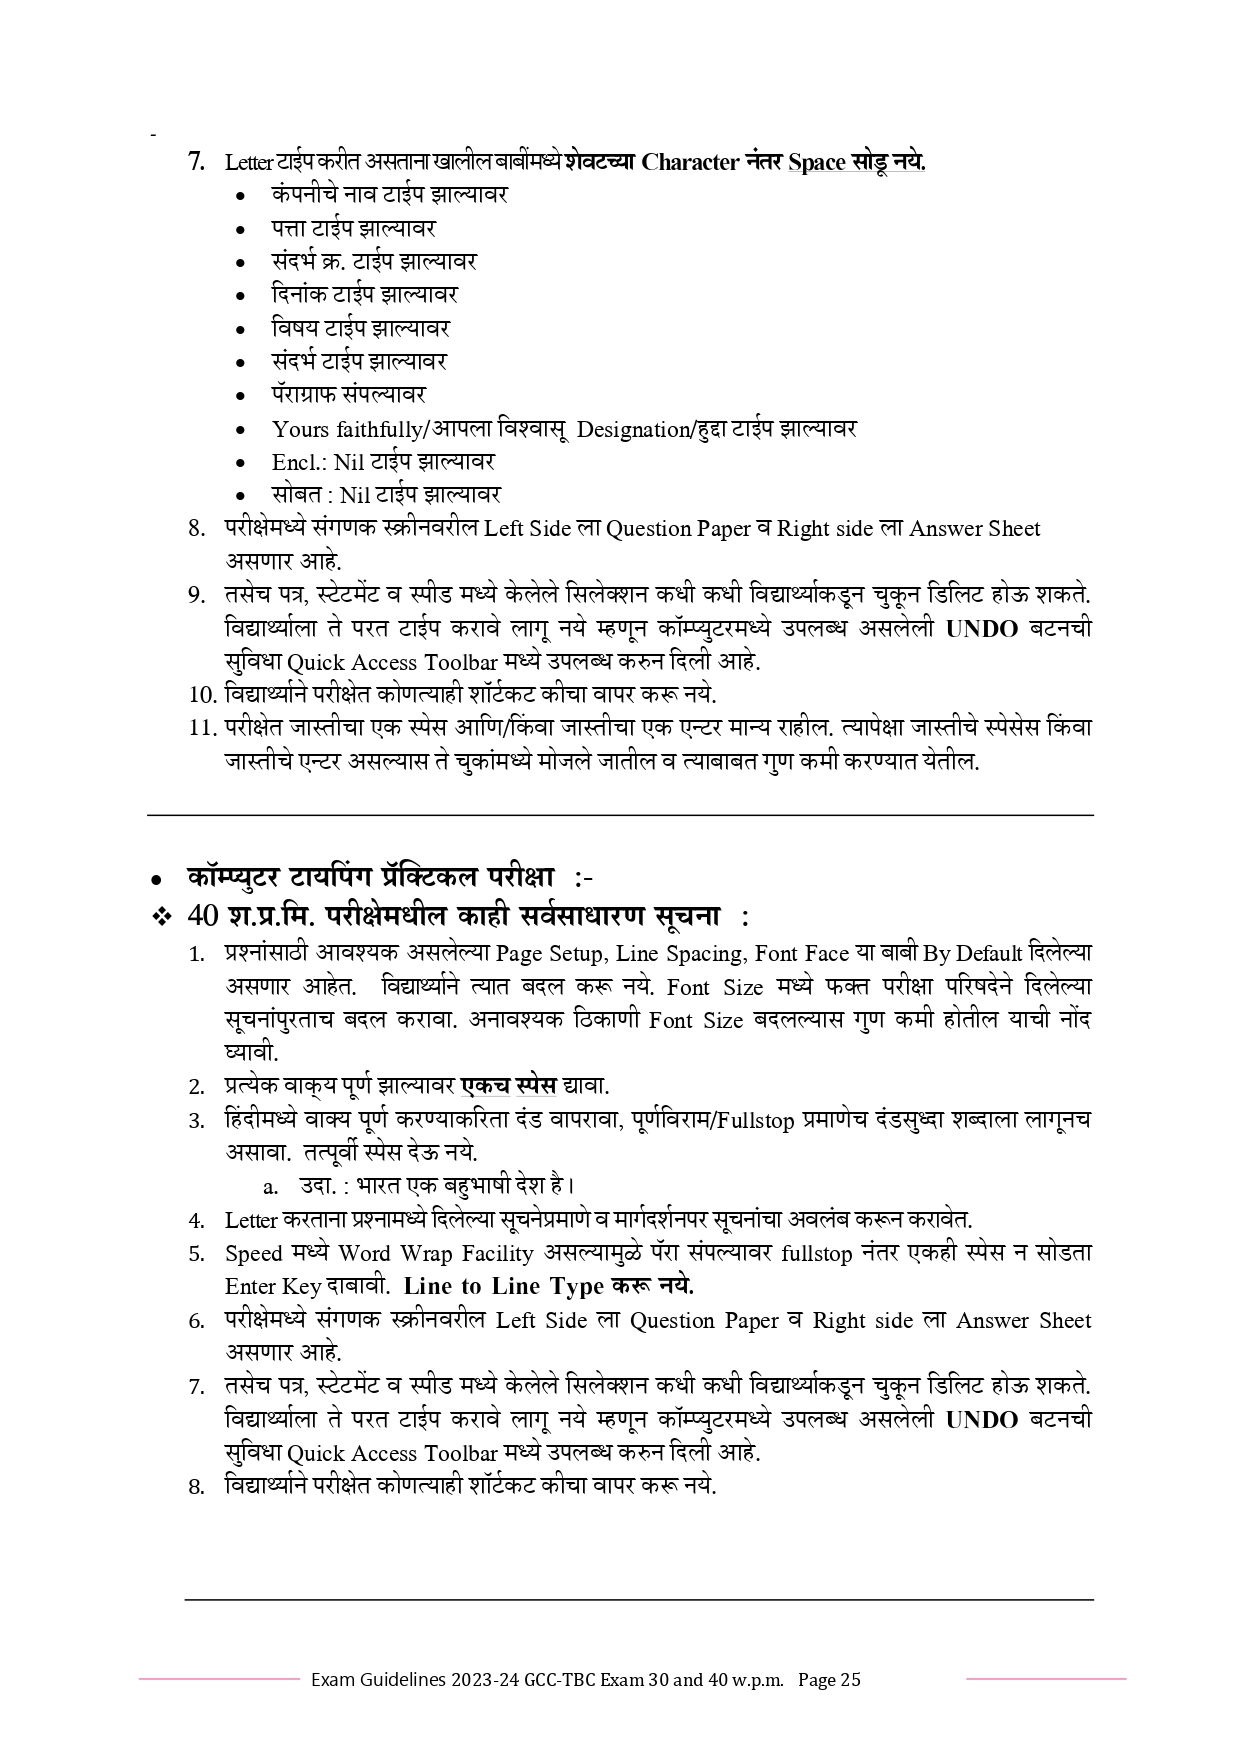 -
7. Letter टाईप करीत असताना खालील बाबींमध्ये शेवटच्या Character नंतर Space सोडू नये.
• कंपनीचे नाव टाईप झाल्यावर
• पत्ता टाईप झाल्यावर
• संदर्भ क्र. टाईप झाल्यावर
• दिनांक टाईप झाल्यावर
• विषय टाईप झाल्यावर
• संदर्भ टाईप झाल्यावर
• पॅराग्राफ संपल्यावर
• Yours faithfully/आपला विश्वासू Designation/हुद्दा टाईप झाल्यावर
• Encl.: Nil टाईप झाल्यावर
• सोबत : Nil टाईप झाल्यावर
8. परीक्षेमध्ये संगणक स्क्रीनवरील Left Side ला Question Paper व Right side ला Answer Sheet
असणार आहे.
9. तसेच पत्र, स्टेटमेंट व स्पीड मध्ये केलेले सिलेक्शन कधी कधी विद्यार्थ्याकडून चुकून डिलिट होऊ शकते.
विद्यार्थ्याला ते परत टाईप करावे लागू नये म्हणून कॉम्प्युटरमध्ये उपलब्ध असलेली UNDO बटनची
सुविधा Quick Access Toolbar मध्ये उपलब्ध करुन दिली आहे.
10. विद्यार्थ्याने परीक्षेत कोणत्याही शॉर्टकट कीचा वापर करू नये.
11. परीक्षेत जास्तीचा एक स्पेस आणि/किंवा जास्तीचा एक एन्टर मान्य राहील. त्यापेक्षा जास्तीचे स्पेसेस किंवा
जास्तीचे एन्टर असल्यास ते चुकांमध्ये मोजले जातील व त्याबाबत गुण कमी करण्यात येतील.
• कॉम्प्युटर टायपिंग प्रॅक्टिकल परीक्षा :-
❖ 40 श.प्र.मि. परीक्षेमधील काही सर्वसाधारण सूचना :
1. प्रश्नांसाठी आवश्यक असलेल्या Page Setup, Line Spacing, Font Face या बाबी By Default दिलेल्या
असणार आहेत. विद्यार्थ्याने त्यात बदल करू नये. Font Size मध्ये फक्त परीक्षा परिषदेने दिलेल्या
सूचनांपुरताच बदल करावा. अनावश्यक ठिकाणी Font Size बदलल्यास गुण कमी होतील याची नोंद
घ्यावी.
2. प्रत्येक वाक्‍य पूर्ण झाल्यावर एकच स्पेस द्यावा.
3. हिंदीमध्ये वाक्य पूर्ण करण्याकरिता दंड वापरावा, पूर्णविराम/Fullstop प्रमाणेच दंडसुध्दा शब्दाला लागूनच
असावा. तत्पूर्वी स्पेस देऊ नये.
a. उदा. : भारत एक बहुभाषी देश है।
4. Letter करताना प्रश्नामध्ये दिलेल्या सूचनेप्रमाणे व मार्गदर्शनपर सूचनांचा अवलंब करून करावेत.
5. Speed मध्ये Word Wrap Facility असल्यामुळे पॅरा संपल्यावर fullstop नंतर एकही स्पेस न सोडता
Enter Key दाबावी. Line to Line Type करू नये.
6. परीक्षेमध्ये संगणक स्क्रीनवरील Left Side ला Question Paper व Right side ला Answer Sheet
असणार आहे.
7. तसेच पत्र, स्टेटमेंट व स्पीड मध्ये केलेले सिलेक्शन कधी कधी विद्यार्थ्याकडून चुकून डिलिट होऊ शकते.
विद्यार्थ्याला ते परत टाईप करावे लागू नये म्हणून कॉम्प्युटरमध्ये उपलब्ध असलेली UNDO बटनची
सुविधा Quick Access Toolbar मध्ये उपलब्ध करुन दिली आहे.
8. विद्यार्थ्याने परीक्षेत कोणत्याही शॉर्टकट कीचा वापर करू नये.
Exam Guidelines 2023-24 GCC-TBC Exam 30 and 40 w.p.m. Page 25